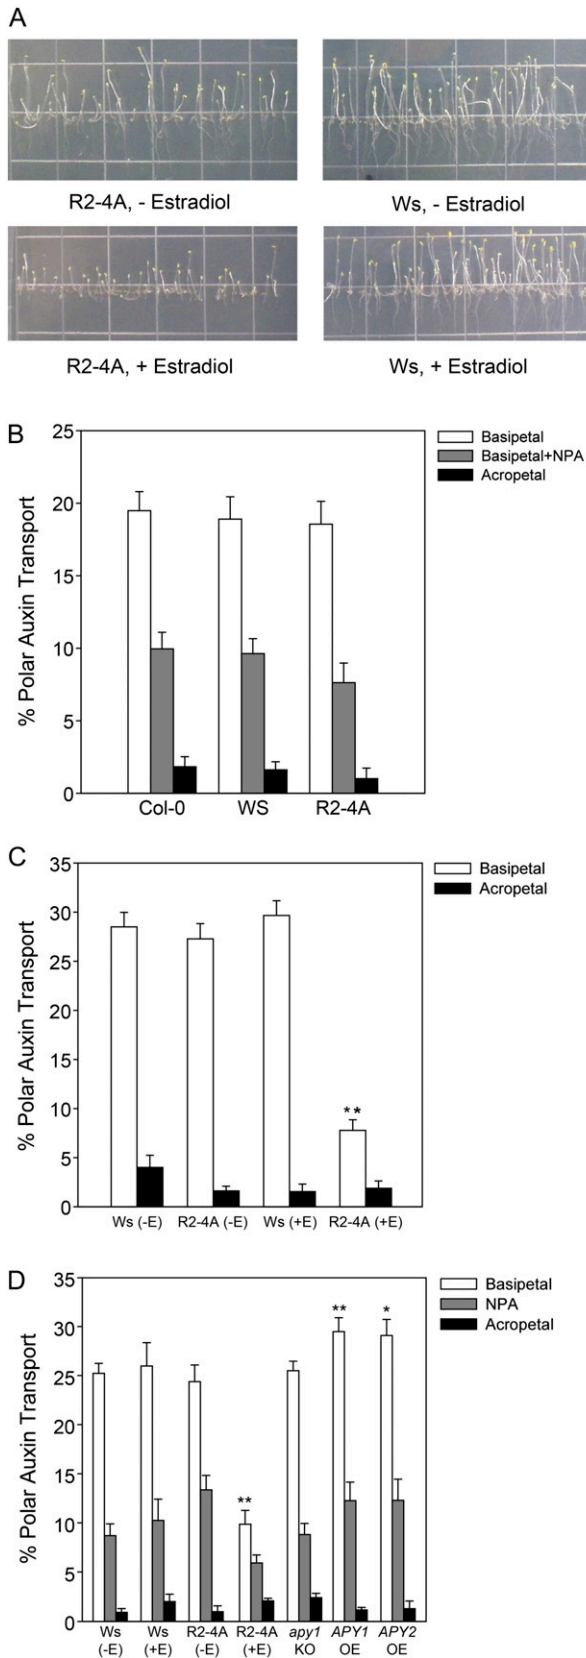 A
R2-4A, - Estradiol
Ws, - Estradiol
R2-4A, + Estradiol
Ws, + Estradiol
B
% Polar Auxin Transport
25
20
15
10
5
0
Col-0 WS R2-4A
Basipetal
Basipetal+NPA
Acropetal
C
% Polar Auxin Transport
35
30
25
20
15
10
5
0
**
Ws (-E) R2-4A (-E) Ws (+E) R2-4A (+E)
Basipetal
Acropetal
D
% Polar Auxin Transport
35
30
25
20
15
10
5
0
** ** *
Ws Ws R2-4A R2-4A apy1 APY1 APY2
(-E) (+E) (-E) (+E) KO OE OE
Basipetal
NPA
Acropetal